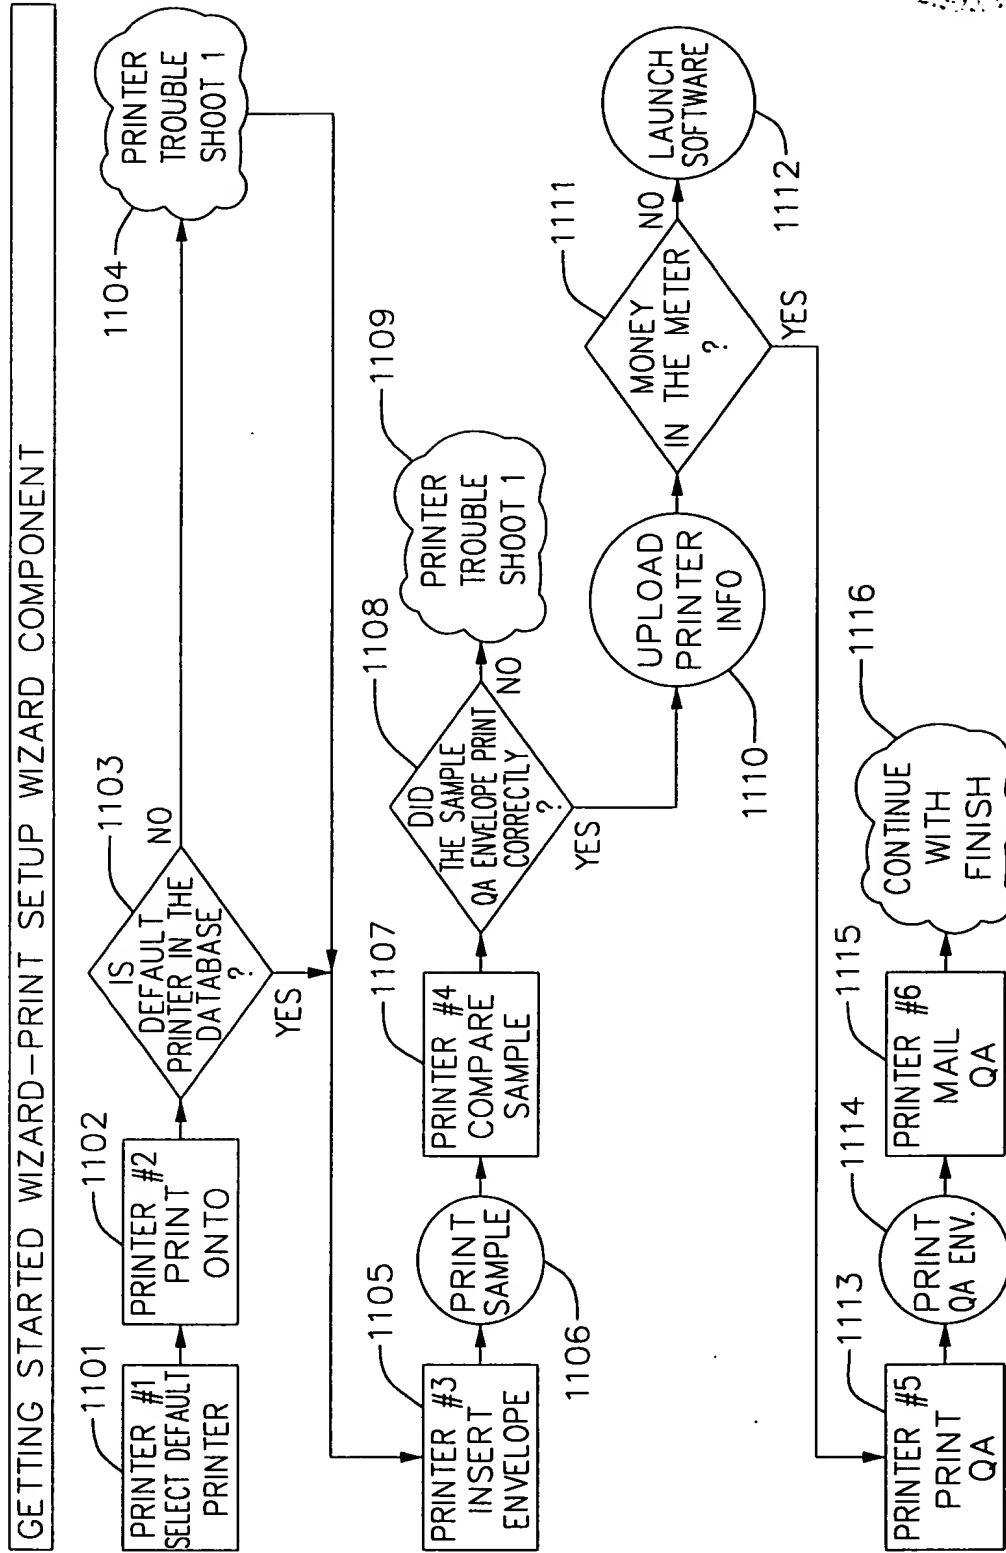 GETTING STARTED WIZARD-PRINT SETUP WIZARD COMPONENT
1101
PRINTER #1
SELECT DEFAULT
PRINTER
1102
PRINTER #2
PRINT
ONTO
1103
IS
DEFAULT
PRINTER IN THE
DATABASE
?
NO
YES
1104
PRINTER
TROUBLE
SHOOT 1
1105
PRINTER #3
INSERT
ENVELOPE
PRINT
SAMPLE
1106
1107
PRINTER #4
COMPARE
SAMPLE
1108
DID
THE SAMPLE
QA ENVELOPE PRINT
CORRECTLY
?
NO
YES
1109
PRINTER
TROUBLE
SHOOT 1
UPLOAD
PRINTER
INFO
1110
1111
MONEY
IN THE METER
?
NO
YES
LAUNCH
SOFTWARE
1112
1113
PRINTER #5
PRINT
QA
1114
PRINT
QA ENV.
1115
PRINTER #6
MAIL
QA
1116
CONTINUE
WITH
FINISH